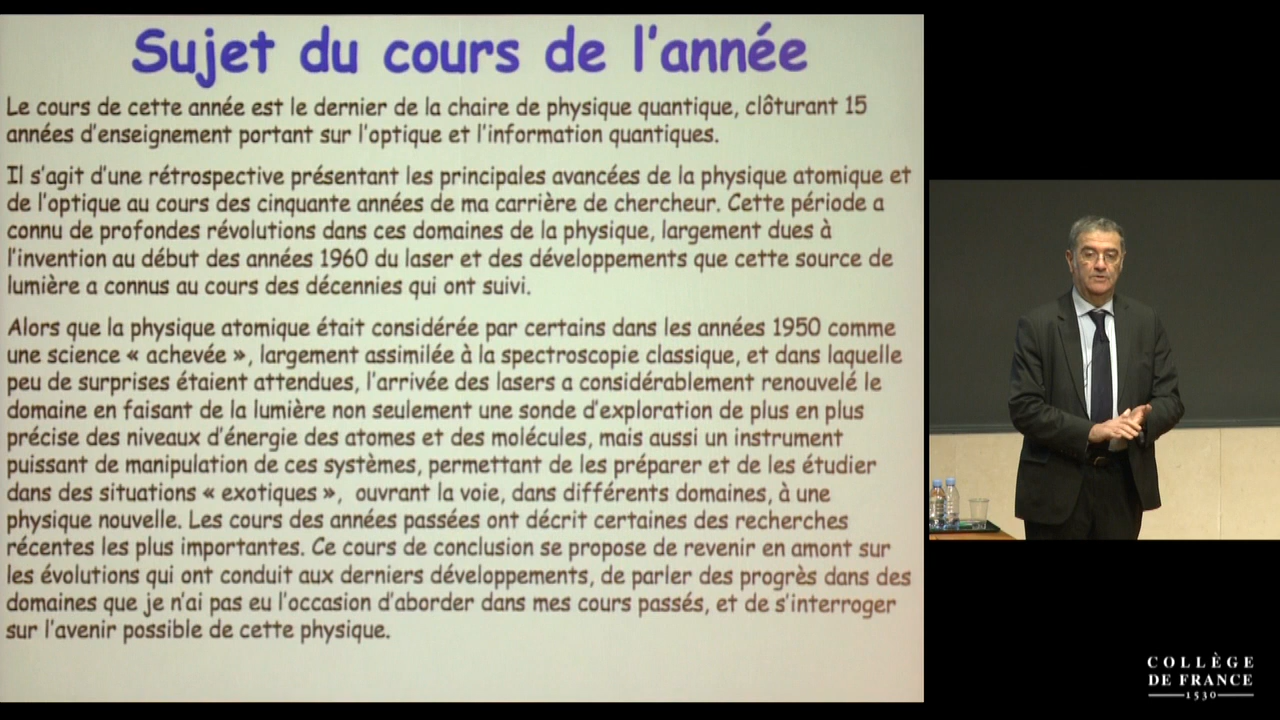 Sujet du cours de l'année
Le cours de cette année est le dernier de la chaire de physique quantique, clôturant 15
années d'enseignement portant sur l'optique et l'information quantiques.
Il s'agit d'une rétrospective présentant les principales avancées de la physique atomique et
de l'optique au cours des cinquante années de ma carrière de chercheur. Cette période a
connu de profondes révolutions dans ces domaines de la physique, largement dues à
l'invention au début des années 1960 du laser et des développements que cette source de
lumière a connus au cours des décennies qui ont suivi.
Alors que la physique atomique était considérée par certains dans les années 1950 comme
une science « achevée », largement assimilée à la spectroscopie classique, et dans laquelle
peu de surprises étaient attendues, l'arrivée des lasers a considérablement renouvelé le
domaine en faisant de la lumière non seulement une sonde d'exploration de plus en plus
précise des niveaux d'énergie des atomes et des molécules, mais aussi un instrument
puissant de manipulation de ces systèmes, permettant de les préparer et de les étudier
dans des situations « exotiques », ouvrant la voie, dans différents domaines, à une
physique nouvelle. Les cours des années passées ont décrit certaines des recherches
récentes les plus importantes. Ce cours de conclusion se propose de revenir en amont sur
les évolutions qui ont conduit aux derniers développements, de parler des progrès dans des
domaines que je n'ai pas eu l'occasion d'aborder dans mes cours passés, et de s'interroger
sur l'avenir possible de cette physique.
COLLÈGE
DE FRANCE
1530